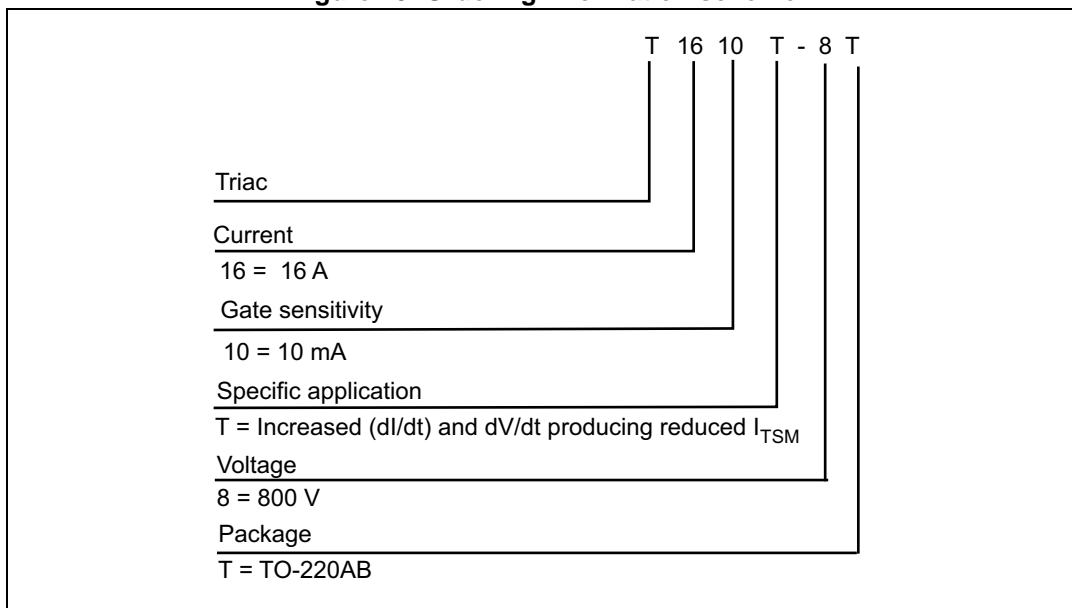 T 16 10 T - 8 T
Triac
Current
16 = 16 A
Gate sensitivity
10 = 10 mA
Specific application
T = Increased (dI/dt) and dV/dt producing reduced ITSM
Voltage
8 = 800 V
Package
T = TO-220AB